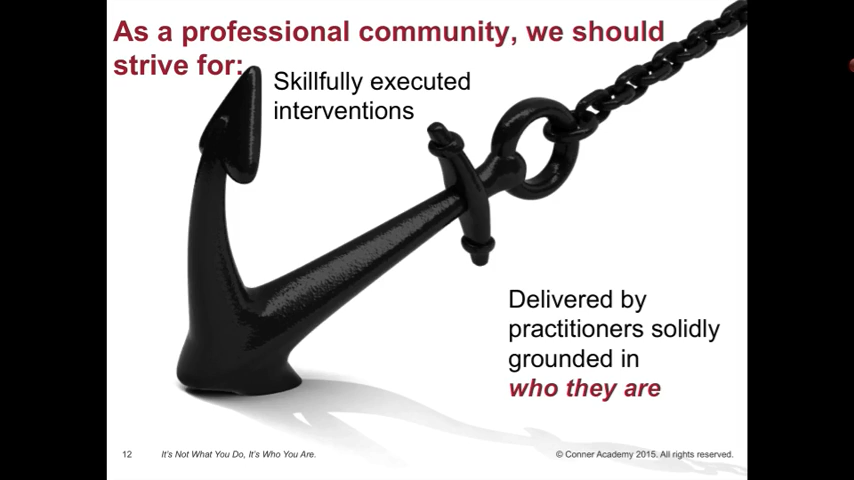 As a professional community, we should
strive for:
Skillfully executed
interventions
Delivered by
practitioners solidly
grounded in
who they are
12 It's Not What You Do, It's Who You Are. © Conner Academy 2015. All rights reserved.